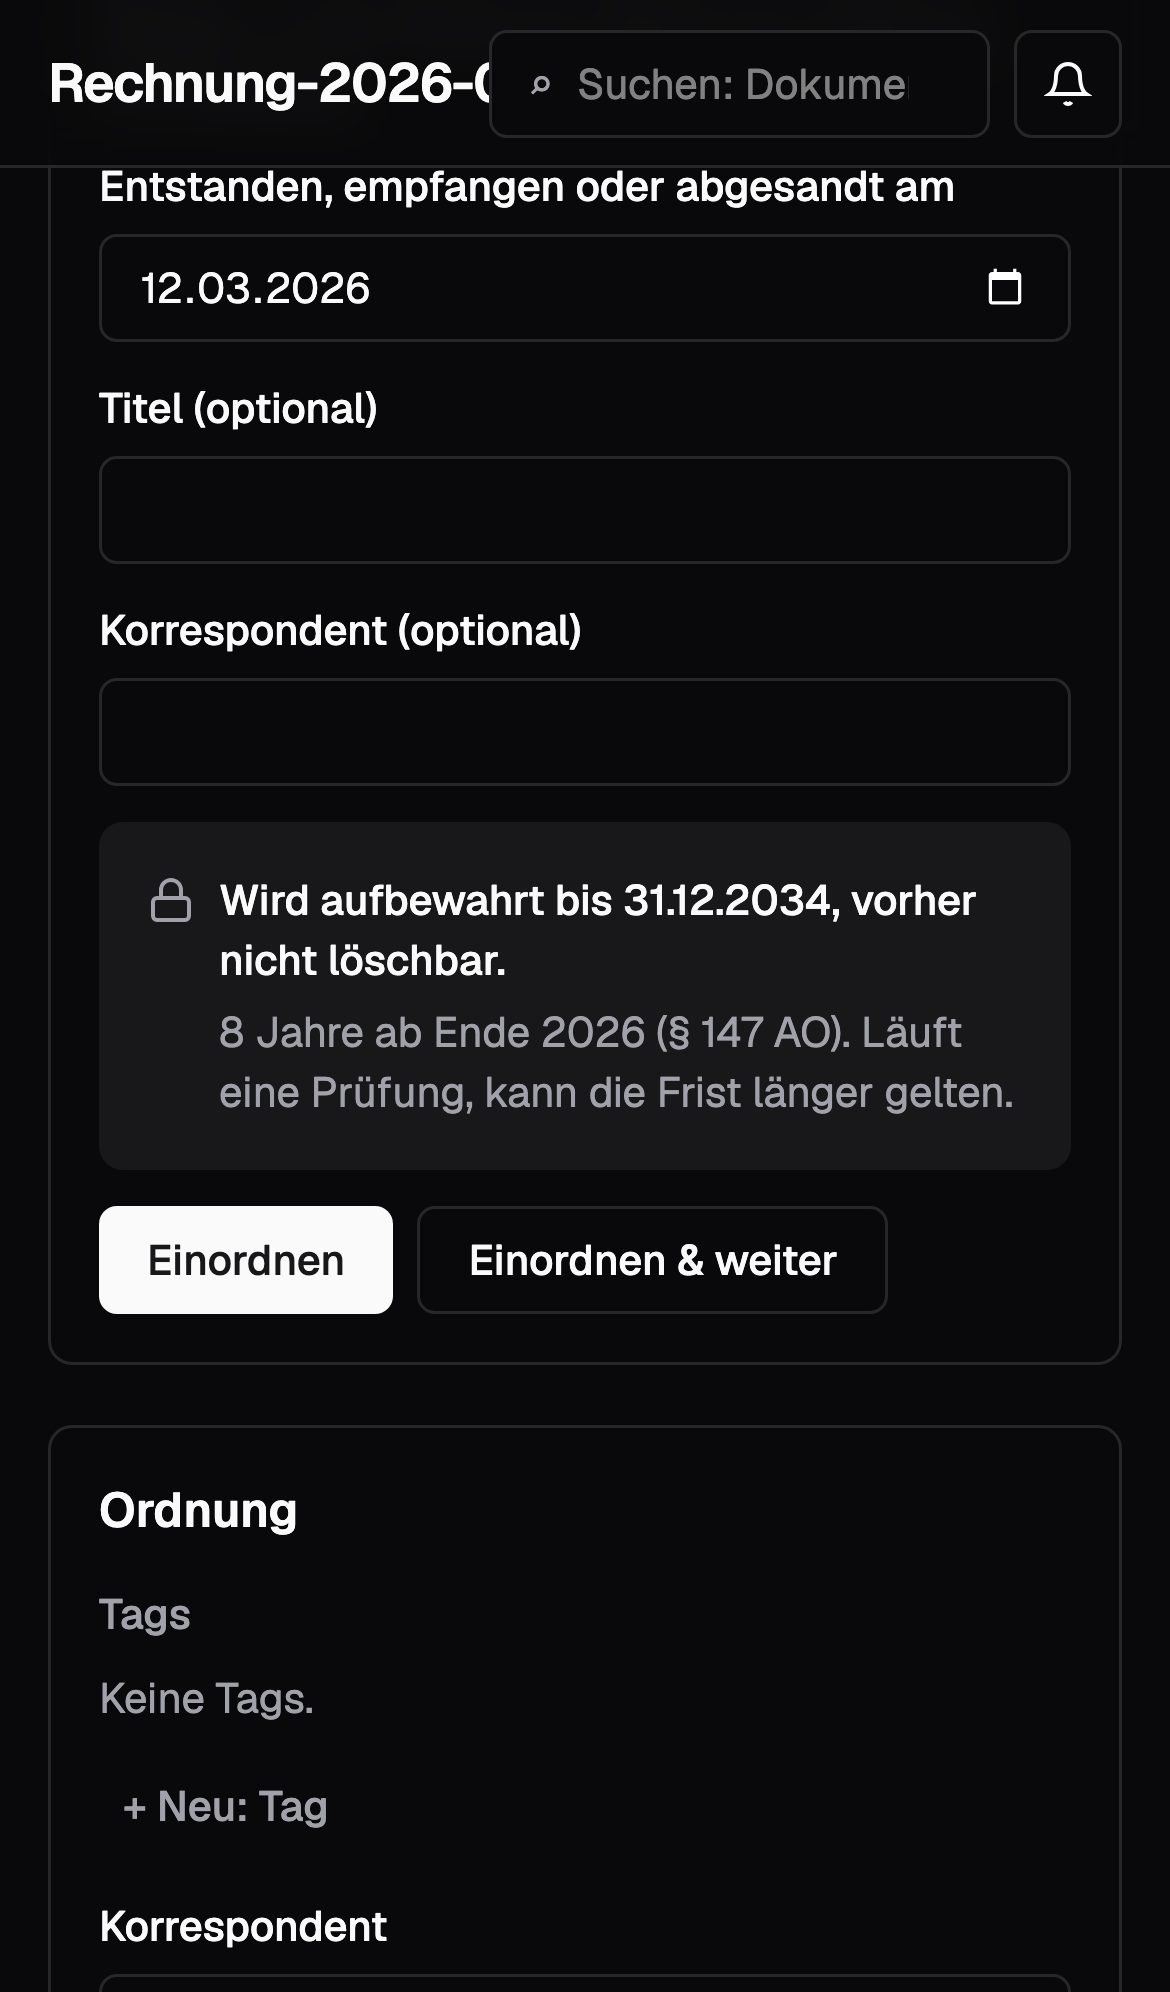 Rechnung-2026-
Suchen: Dokume
Entstanden, empfangen oder abgesandt am
12.03.2026
Titel (optional)
Korrespondent (optional)
Wird aufbewahrt bis 31.12.2034, vorher
nicht löschbar.
8 Jahre ab Ende 2026 (§ 147 AO). Läuft
eine Prüfung, kann die Frist länger gelten.
Einordnen
Einordnen & weiter
Ordnung
Tags
Keine Tags.
+ Neu: Tag
Korrespondent